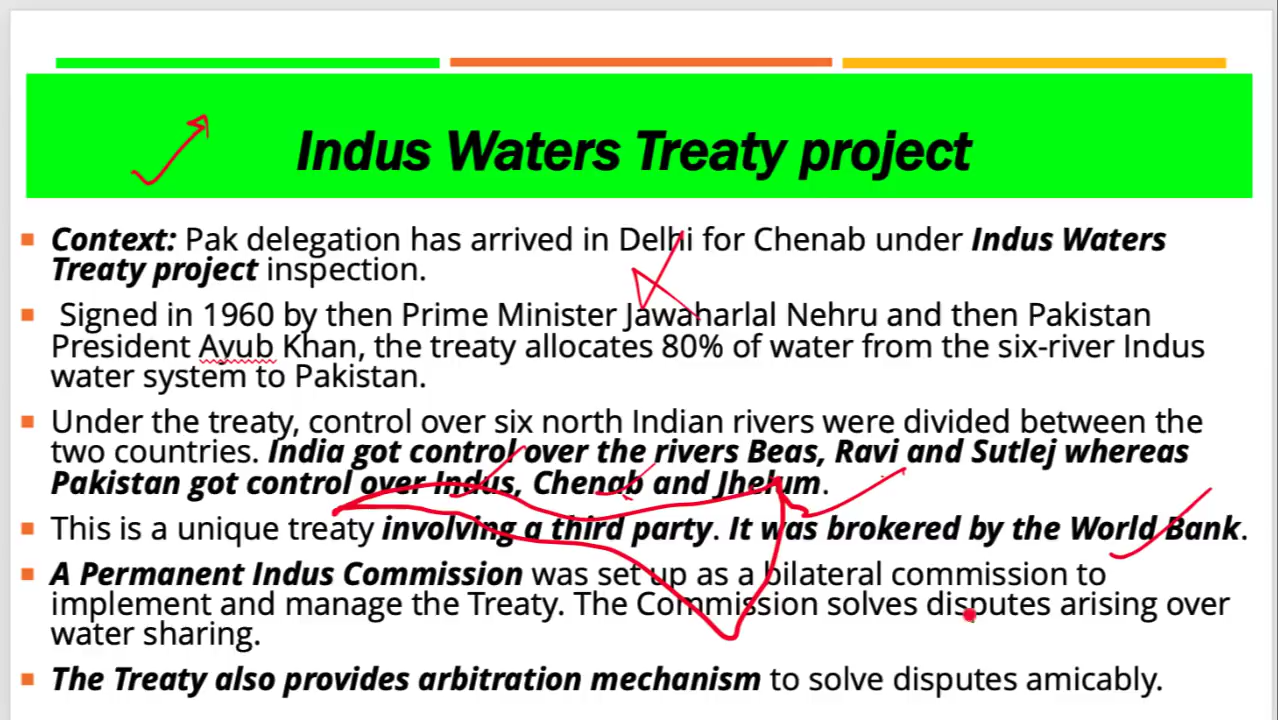 Indus Waters Treaty project
Context: Pak delegation has arrived in Delhi for Chenab under Indus Waters
Treaty project inspection.
Signed in 1960 by then Prime Minister Jawaharlal Nehru and then Pakistan
President Ayub Khan, the treaty allocates 80% of water from the six-river Indus
water system to Pakistan.
Under the treaty, control over six north Indian rivers were divided between the
two countries. India got control over the rivers Beas, Ravi and Sutlej whereas
Pakistan got control over Indus, Chenab and Jhelum.
This is a unique treaty involving a third party. It was brokered by the World Bank.
A Permanent Indus Commission was set up as a bilateral commission to
implement and manage the Treaty. The Commission solves disputes arising over
water sharing.
The Treaty also provides arbitration mechanism to solve disputes amicably.